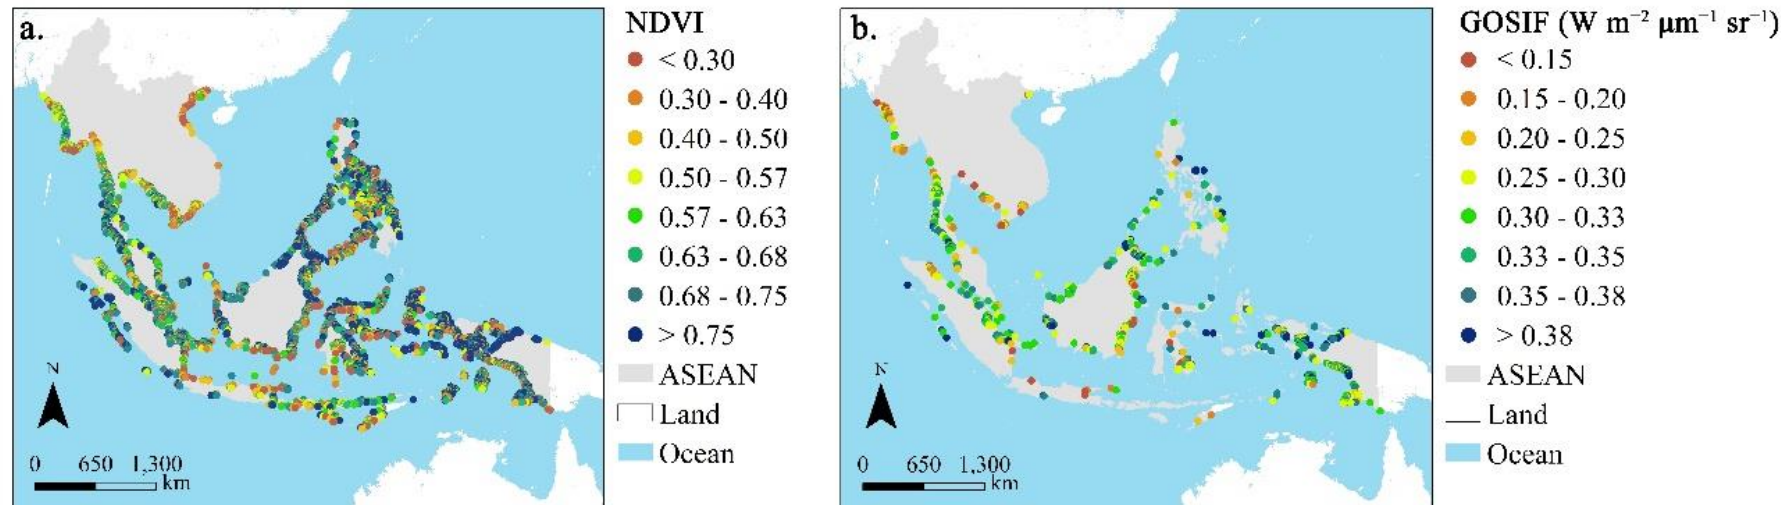 a.
N
0 650 1,300
km
NDVI
< 0.30
0.30 - 0.40
0.40 - 0.50
0.50 - 0.57
0.57 - 0.63
0.63 - 0.68
0.68 - 0.75
> 0.75
ASEAN
Land
Ocean
b.
N
0 650 1,300
km
GOSIF (W m⁻² μm⁻¹ sr⁻¹)
< 0.15
0.15 - 0.20
0.20 - 0.25
0.25 - 0.30
0.30 - 0.33
0.33 - 0.35
0.35 - 0.38
> 0.38
ASEAN
Land
Ocean